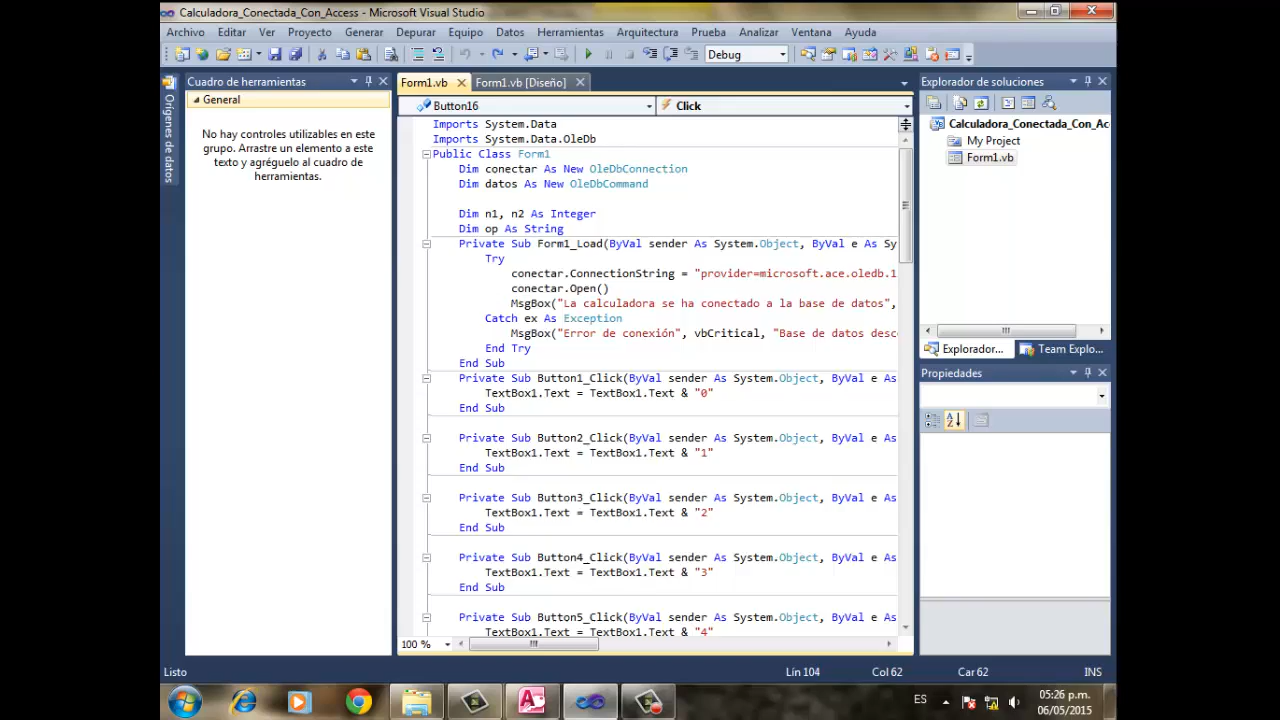 Calculadora_Conectada_Con_Access - Microsoft Visual Studio
Archivo Editar Ver Proyecto Generar Depurar Equipo Datos Herramientas Arquitectura Prueba Analizar Ventana Ayuda
Debug
Orígenes de datos
Cuadro de herramientas
General
No hay controles utilizables en este
grupo. Arrastre un elemento a este
texto y agréguelo al cuadro de
herramientas.
Form1.vb Form1.vb [Diseño]
Button16 Click
Imports System.Data
Imports System.Data.OleDb
Public Class Form1
Dim conectar As New OleDbConnection
Dim datos As New OleDbCommand
Dim n1, n2 As Integer
Dim op As String
Private Sub Form1_Load(ByVal sender As System.Object, ByVal e As Sy
Try
conectar.ConnectionString = "provider=microsoft.ace.oledb.1
conectar.Open()
MsgBox("La calculadora se ha conectado a la base de datos",
Catch ex As Exception
MsgBox("Error de conexión", vbCritical, "Base de datos desc
End Try
End Sub
Private Sub Button1_Click(ByVal sender As System.Object, ByVal e As
TextBox1.Text = TextBox1.Text & "0"
End Sub
Private Sub Button2_Click(ByVal sender As System.Object, ByVal e As
TextBox1.Text = TextBox1.Text & "1"
End Sub
Private Sub Button3_Click(ByVal sender As System.Object, ByVal e As
TextBox1.Text = TextBox1.Text & "2"
End Sub
Private Sub Button4_Click(ByVal sender As System.Object, ByVal e As
TextBox1.Text = TextBox1.Text & "3"
End Sub
Private Sub Button5_Click(ByVal sender As System.Object, ByVal e As
TextBox1.Text = TextBox1.Text & "4"
100 %
Explorador de soluciones
Calculadora_Conectada_Con_Ac
My Project
Form1.vb
Explorador... Team Explo...
Propiedades
Listo Lín 104 Col 62 Car 62 INS
ES
05:26 p.m.
06/05/2015